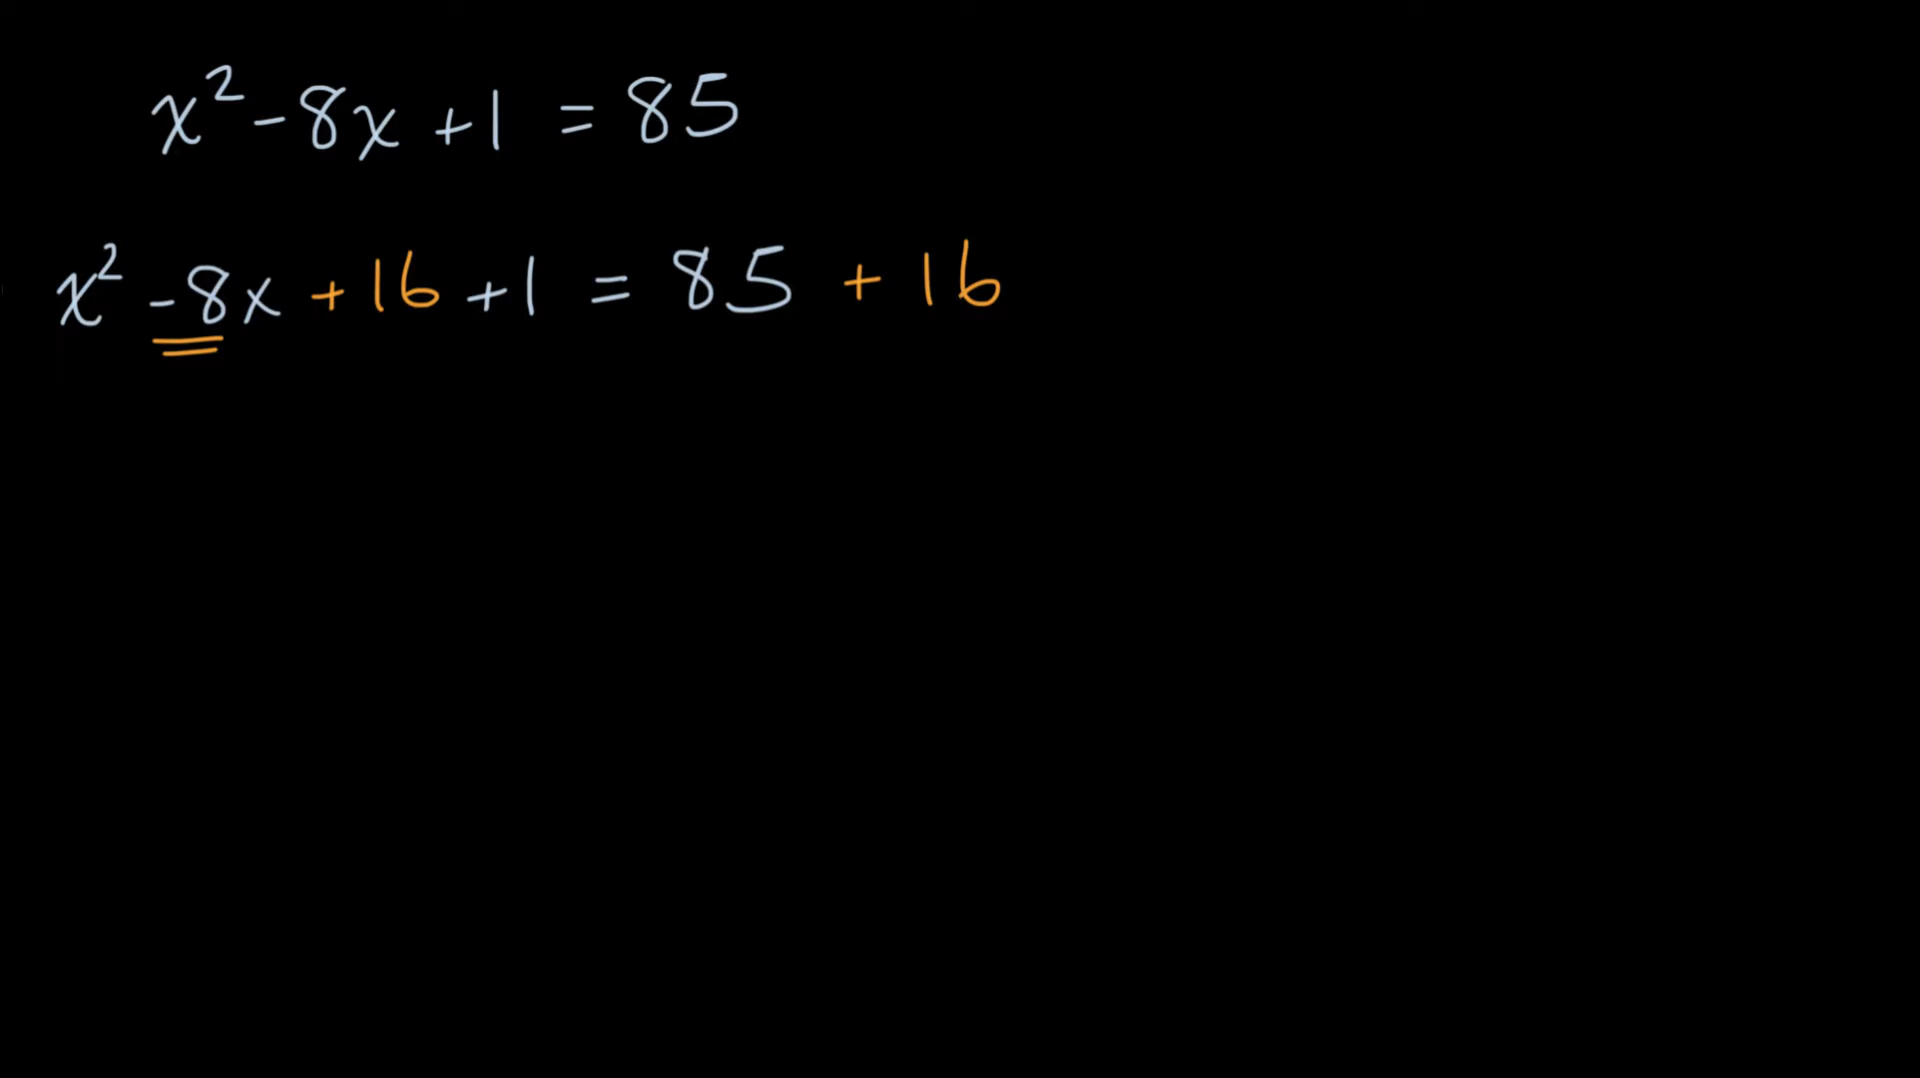 x² - 8x + 1 = 85
x² - 8x + 16 + 1 = 85 + 16